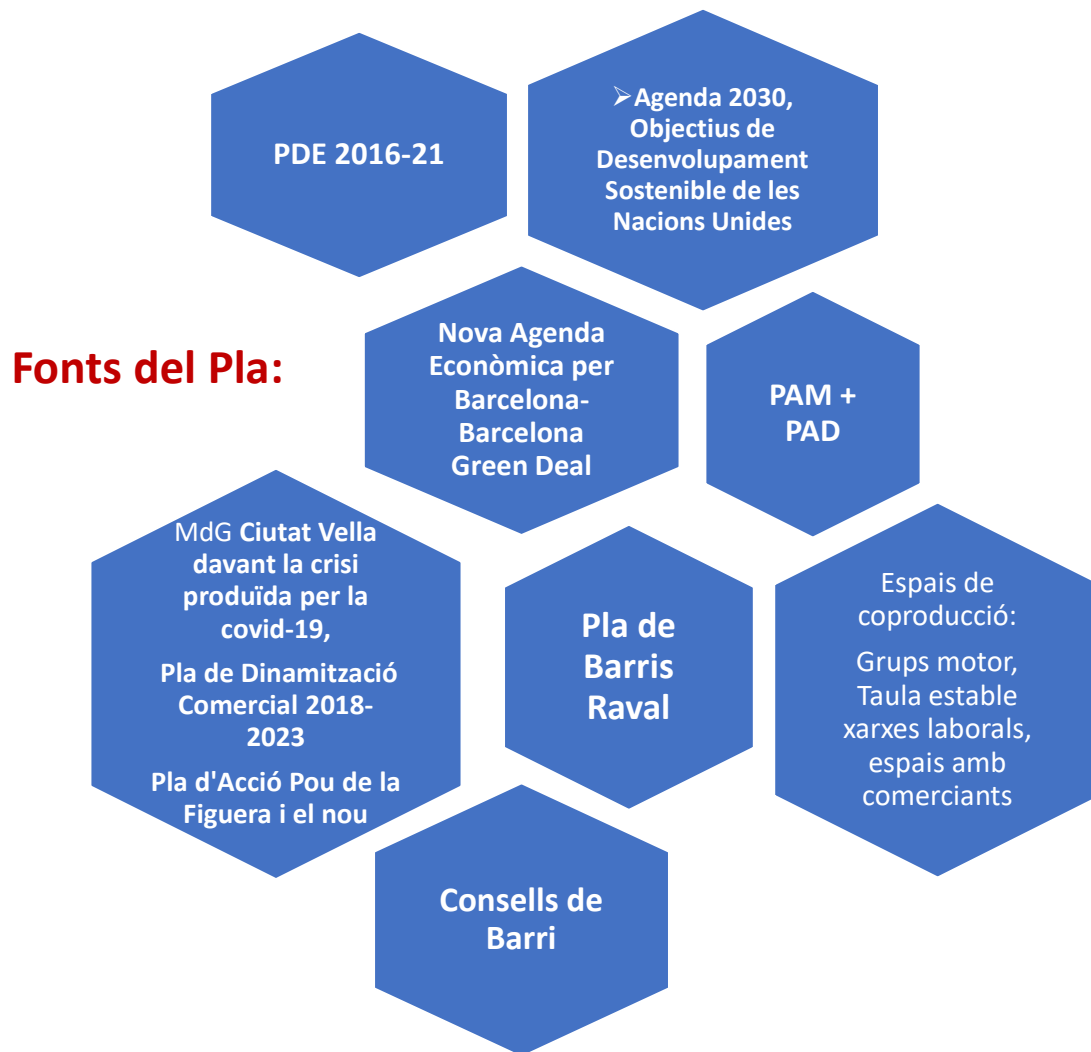 PDE 2016-21
➢Agenda 2030,
Objectius de
Desenvolupament
Sostenible de les
Nacions Unides
Fonts del Pla:
Nova Agenda
Econòmica per
Barcelona-
Barcelona
Green Deal
PAM +
PAD
MdG Ciutat Vella
davant la crisi
produïda per la
covid-19,
Pla de Dinamització
Comercial 2018-
2023
Pla d'Acció Pou de la
Figuera i el nou
Pla de
Barris
Raval
Espais de
coproducció:
Grups motor,
Taula estable
xarxes laborals,
espais amb
comerciants
Consells de
Barri